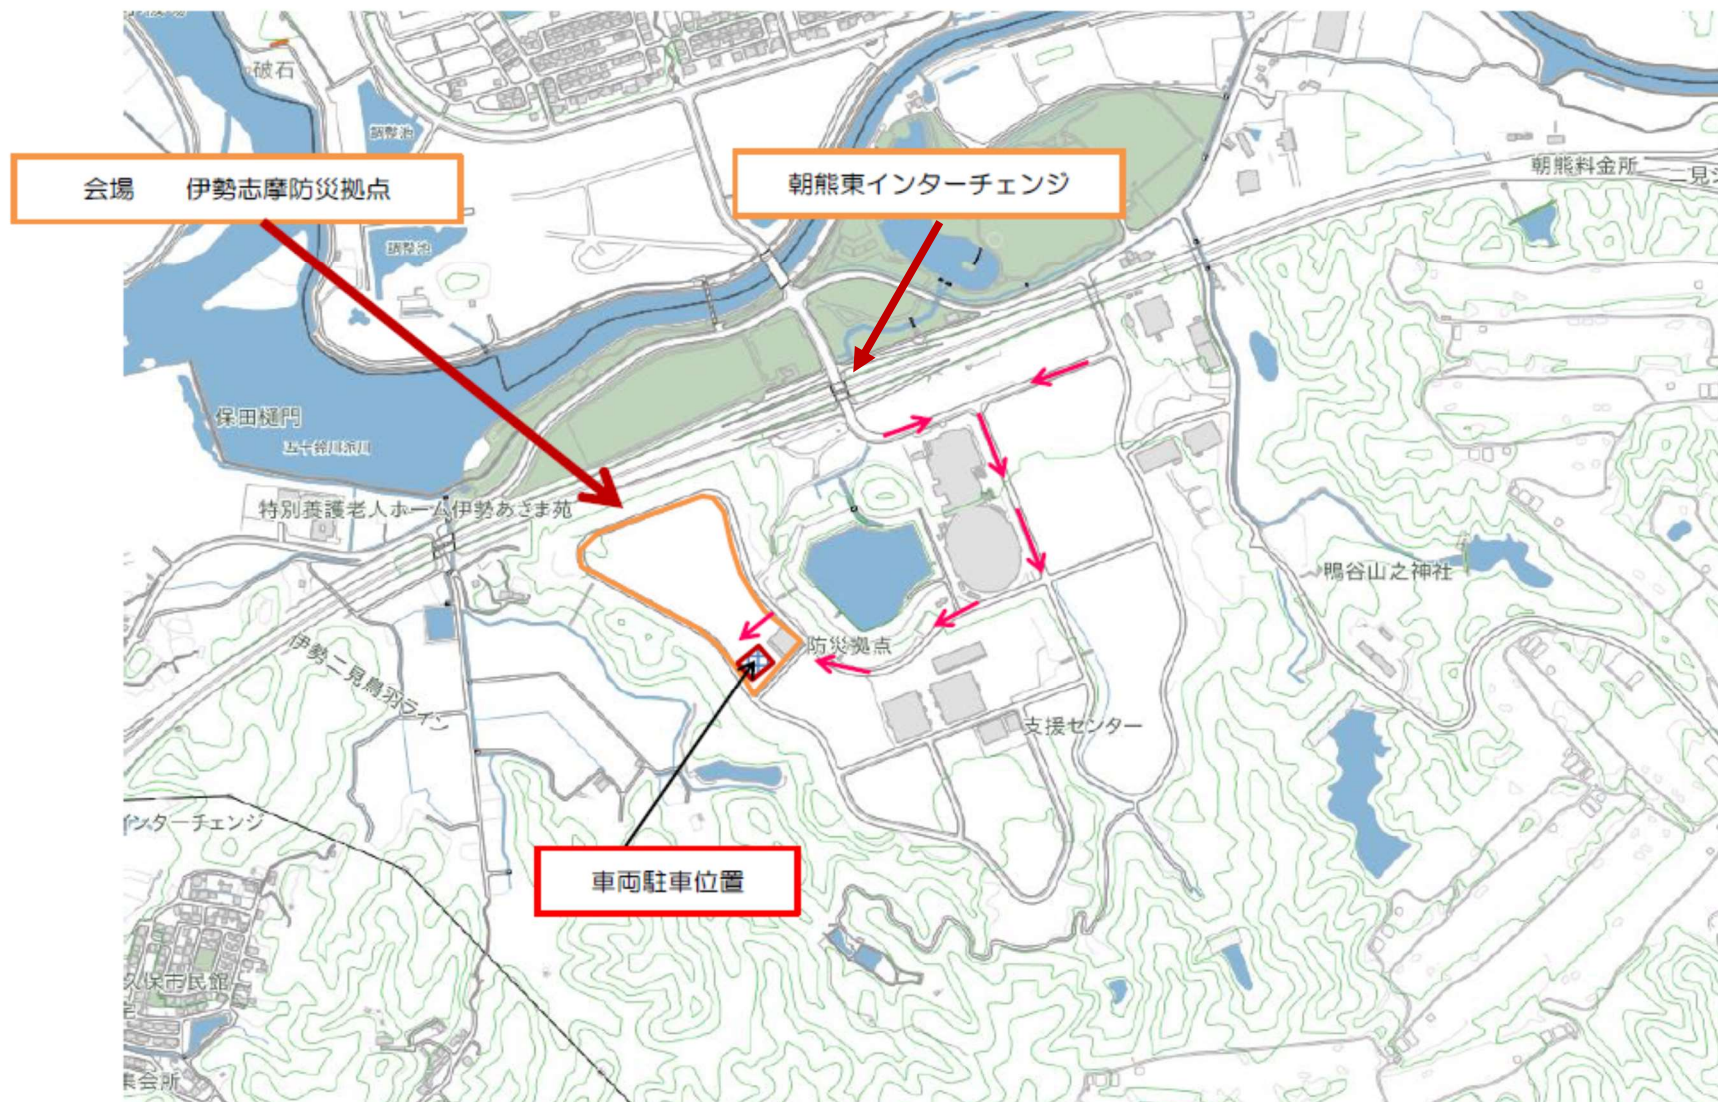 破石
調整池
会場 伊勢志摩防災拠点
朝熊東インターチェンジ
朝熊料金所
二見
調整池
保田樋門
五十鈴川派川
特別養護老人ホーム伊勢あさま苑
鴨谷山之神社
伊勢二見鳥羽ライン
防災拠点
支援センター
インターチェンジ
車両駐車位置
久保市民館
集会所